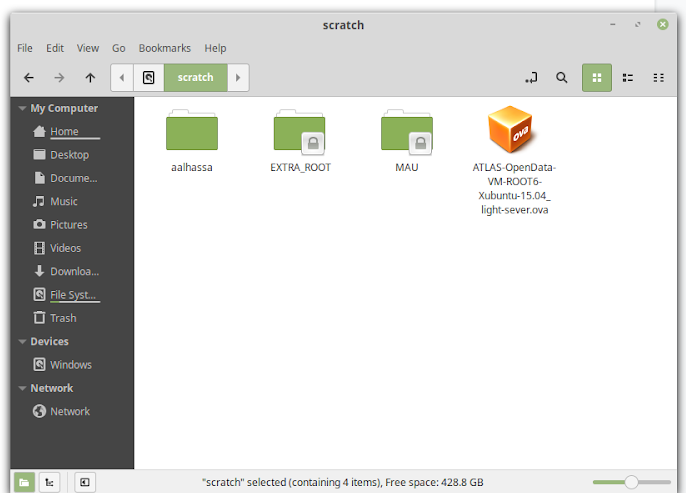 scratch
File Edit View Go Bookmarks Help
scratch
My Computer
Home
Desktop
Docume...
Music
Pictures
Videos
Downloa...
File Syst...
Trash
Devices
Windows
Network
Network
aalhassa
EXTRA_ROOT
MAU
ova
ATLAS-OpenData-
VM-ROOT6-
Xubuntu-15.04_
light-sever.ova
"scratch" selected (containing 4 items), Free space: 428.8 GB